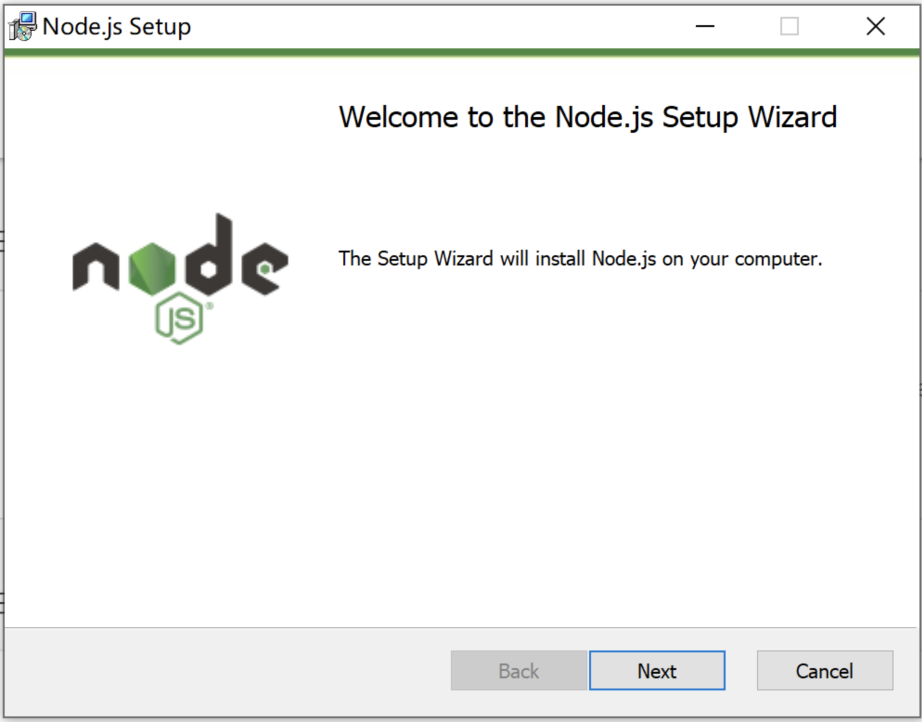 Node.js Setup
Welcome to the Node.js Setup Wizard
The Setup Wizard will install Node.js on your computer.
node
JS®
Back
Next
Cancel